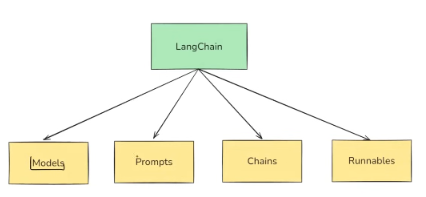 LangChain
Models
Prompts
Chains
Runnables